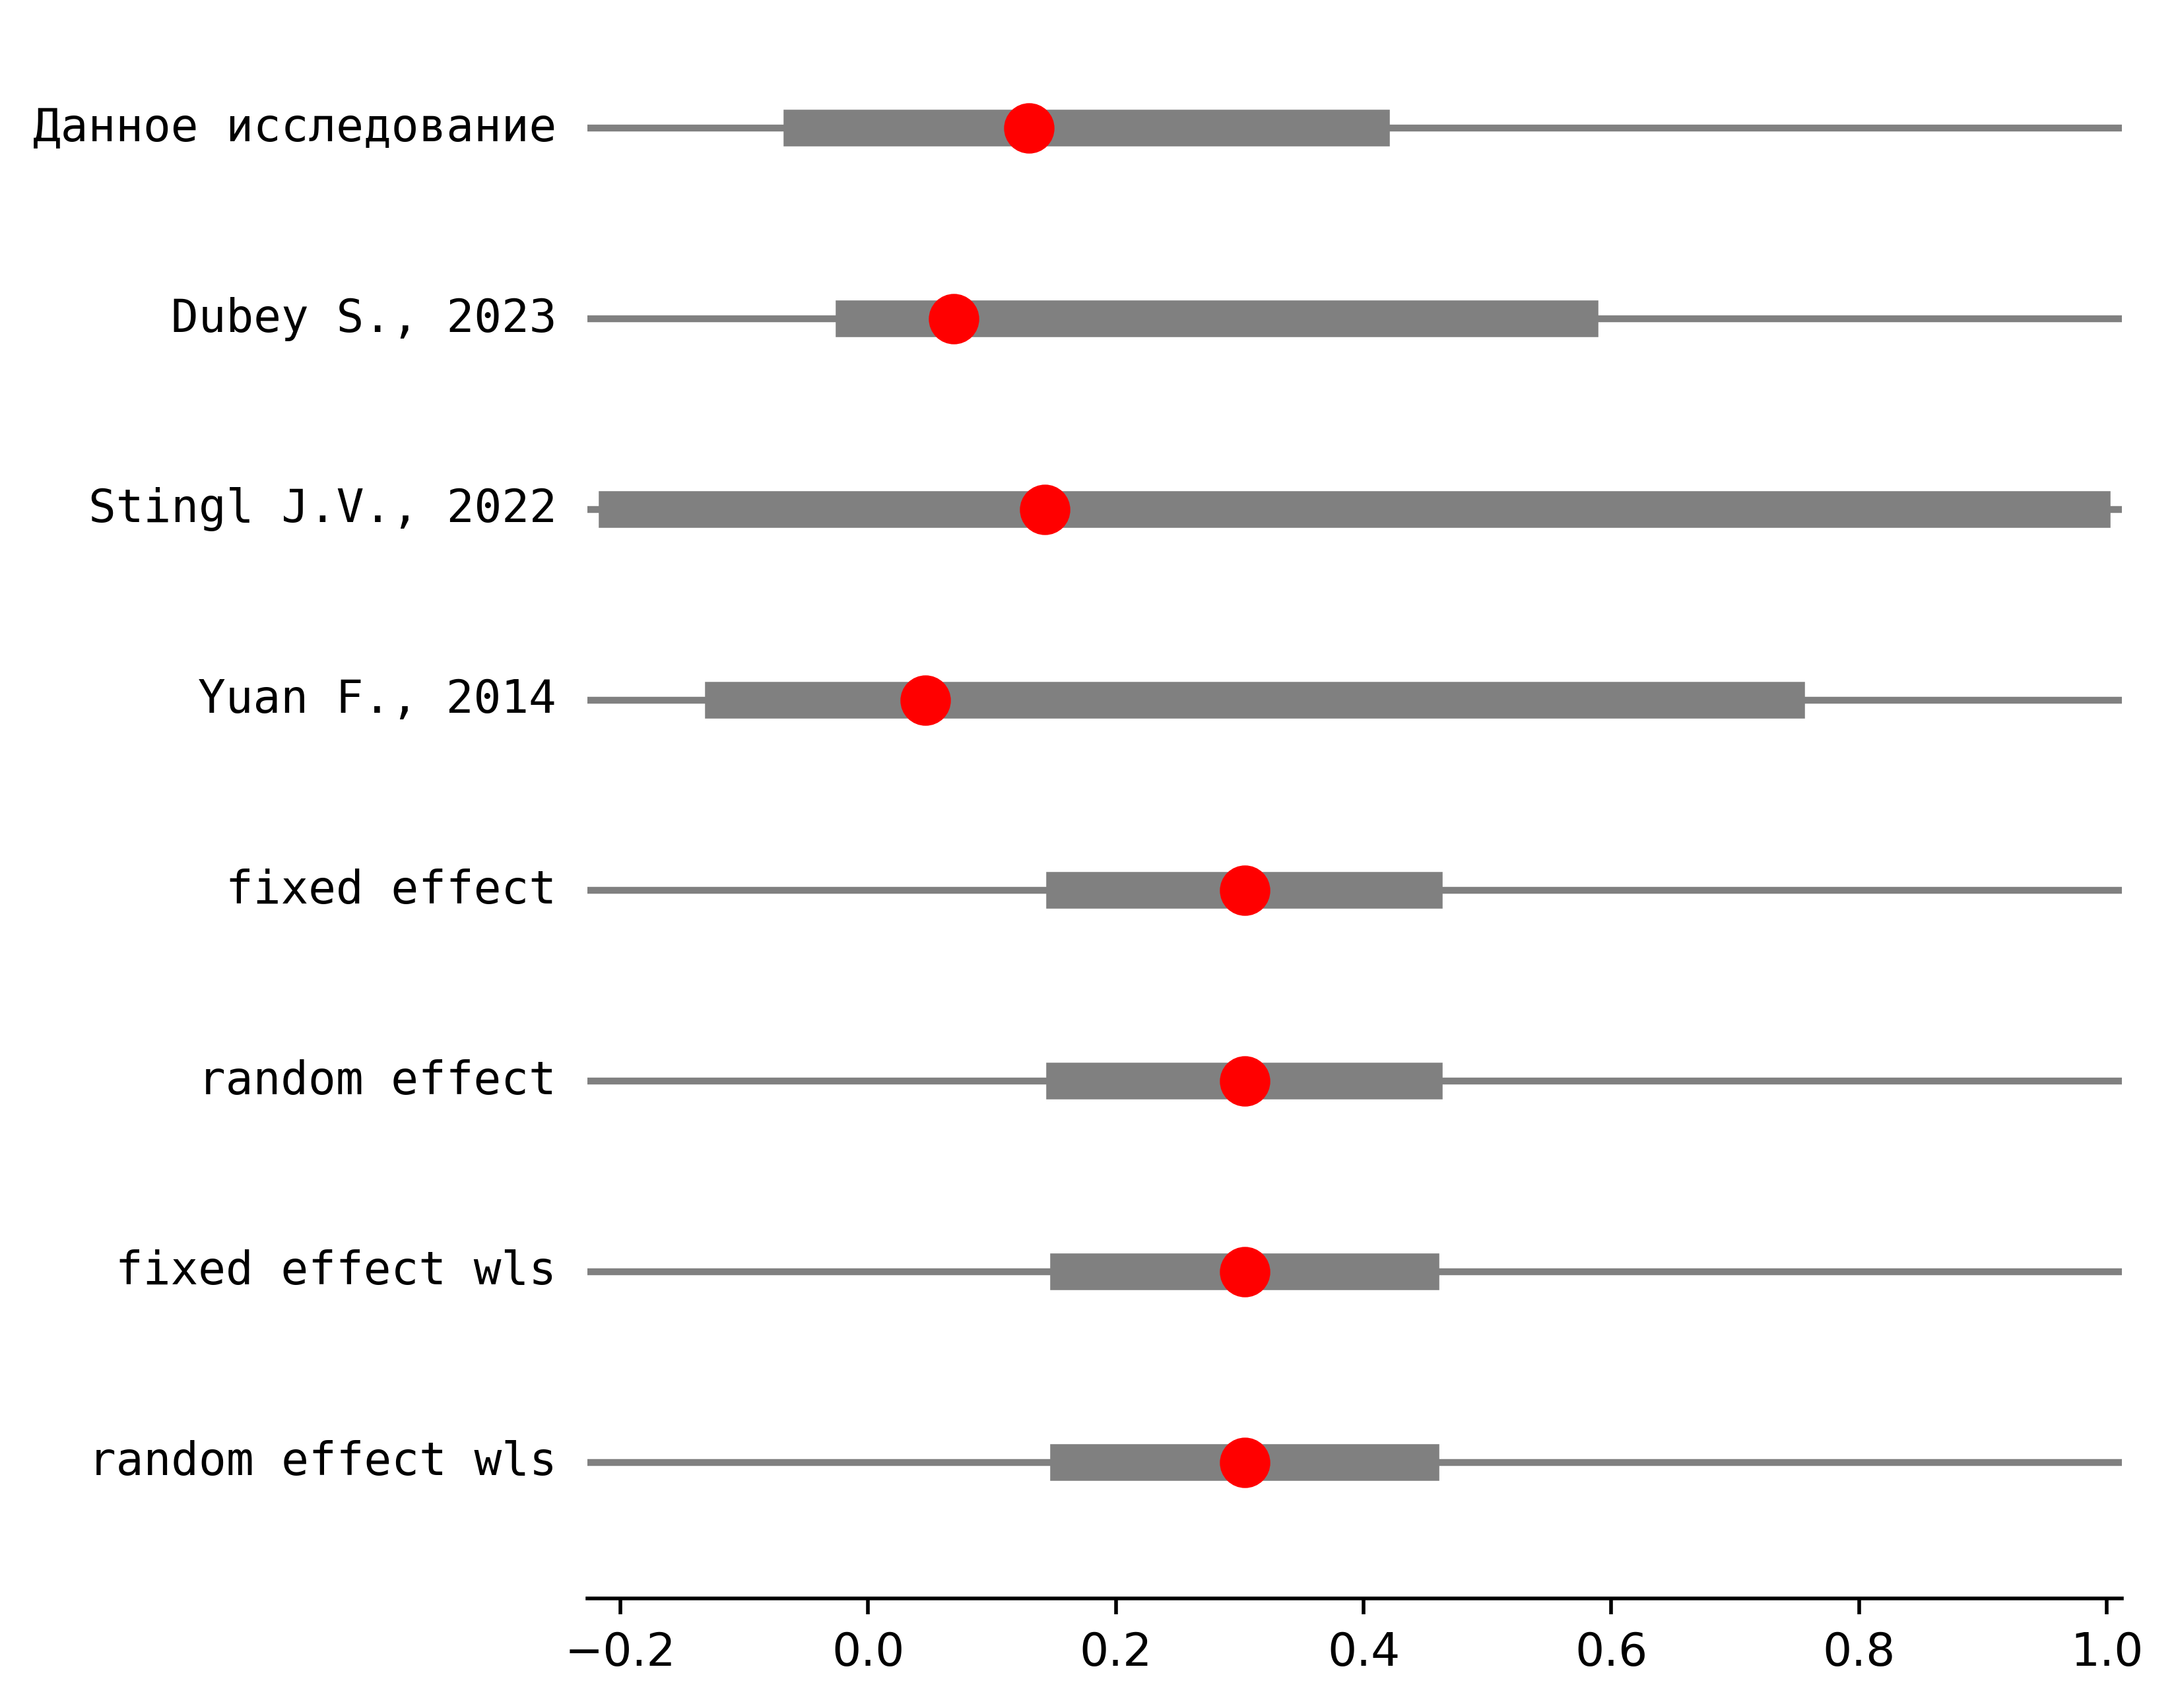 Данное исследование
Dubey S., 2023
Stingl J.V., 2022
Yuan F., 2014
fixed effect
random effect
fixed effect wls
random effect wls
−0.2 0.0 0.2 0.4 0.6 0.8 1.0